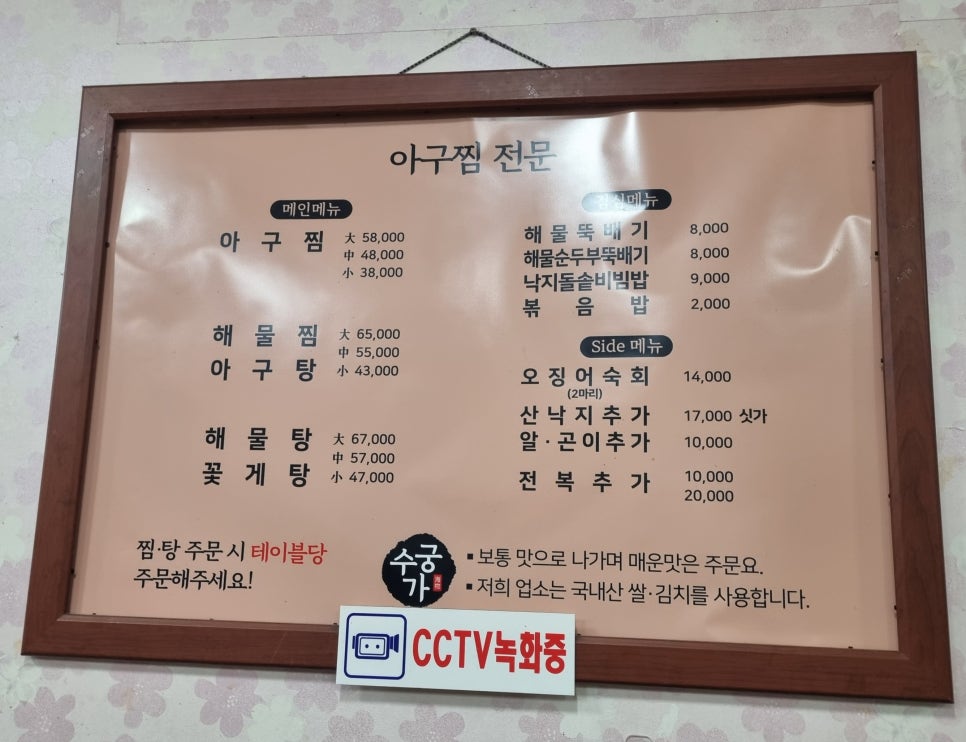 아구찜 전문
메인메뉴
아 구 찜 大 58,000
中 48,000
小 38,000
해 물 찜 大 65,000
中 55,000
아 구 탕 小 43,000
해 물 탕 大 67,000
中 57,000
꽃 게 탕 小 47,000
점심메뉴
해 물 뚝 배 기 8,000
해물순두부뚝배기 8,000
낙지돌솥비빔밥 9,000
볶 음 밥 2,000
Side 메뉴
오 징 어 숙 회 14,000
(2마리)
산 낙 지 추 가 17,000 싯가
알 · 곤 이 추 가 10,000
전 복 추 가 10,000
20,000
찜·탕 주문 시 테이블당
주문해주세요!
수궁
가
▪ 보통 맛으로 나가며 매운맛은 주문요.
▪ 저희 업소는 국내산 쌀·김치를 사용합니다.
CCTV녹화중